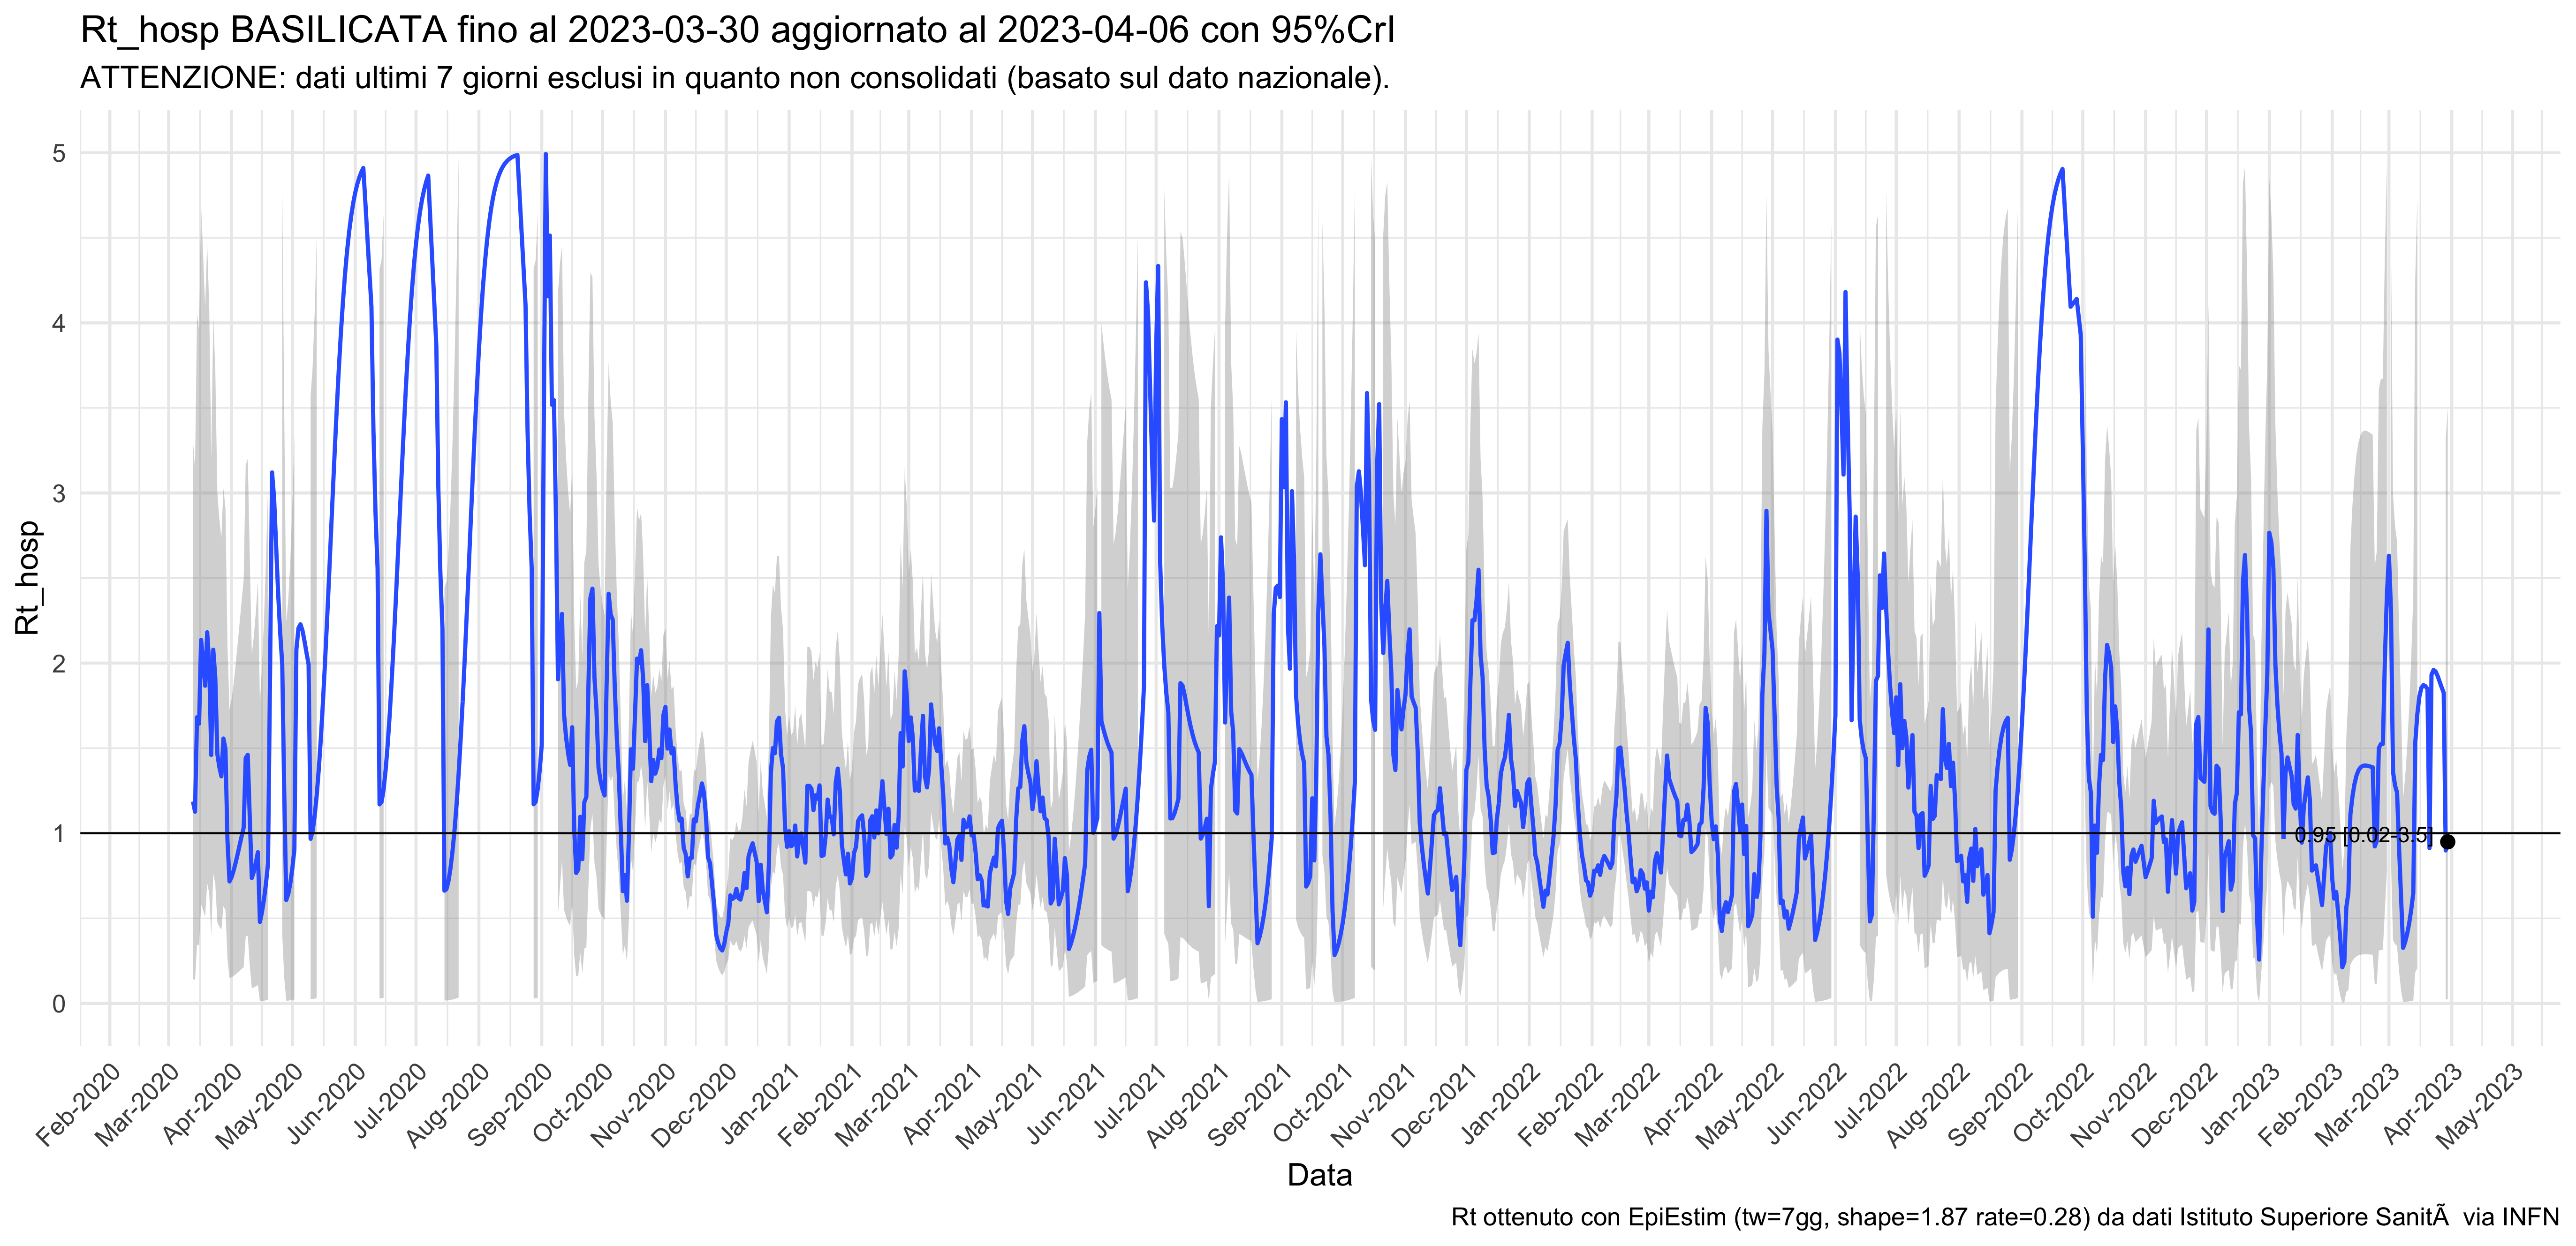 Rt_hosp BASILICATA fino al 2023-03-30 aggiornato al 2023-04-06 con 95%CrI
ATTENZIONE: dati ultimi 7 giorni esclusi in quanto non consolidati (basato sul dato nazionale).
5
4
3
2
1
0
Rt_hosp
0.95 [0.02-3.5]
Feb-2020
Mar-2020
Apr-2020
May-2020
Jun-2020
Jul-2020
Aug-2020
Sep-2020
Oct-2020
Nov-2020
Dec-2020
Jan-2021
Feb-2021
Mar-2021
Apr-2021
May-2021
Jun-2021
Jul-2021
Aug-2021
Sep-2021
Oct-2021
Nov-2021
Dec-2021
Jan-2022
Feb-2022
Mar-2022
Apr-2022
May-2022
Jun-2022
Jul-2022
Aug-2022
Sep-2022
Oct-2022
Nov-2022
Dec-2022
Jan-2023
Feb-2023
Mar-2023
Apr-2023
May-2023
Data
Rt ottenuto con EpiEstim (tw=7gg, shape=1.87 rate=0.28) da dati Istituto Superiore SanitÃ  via INFN